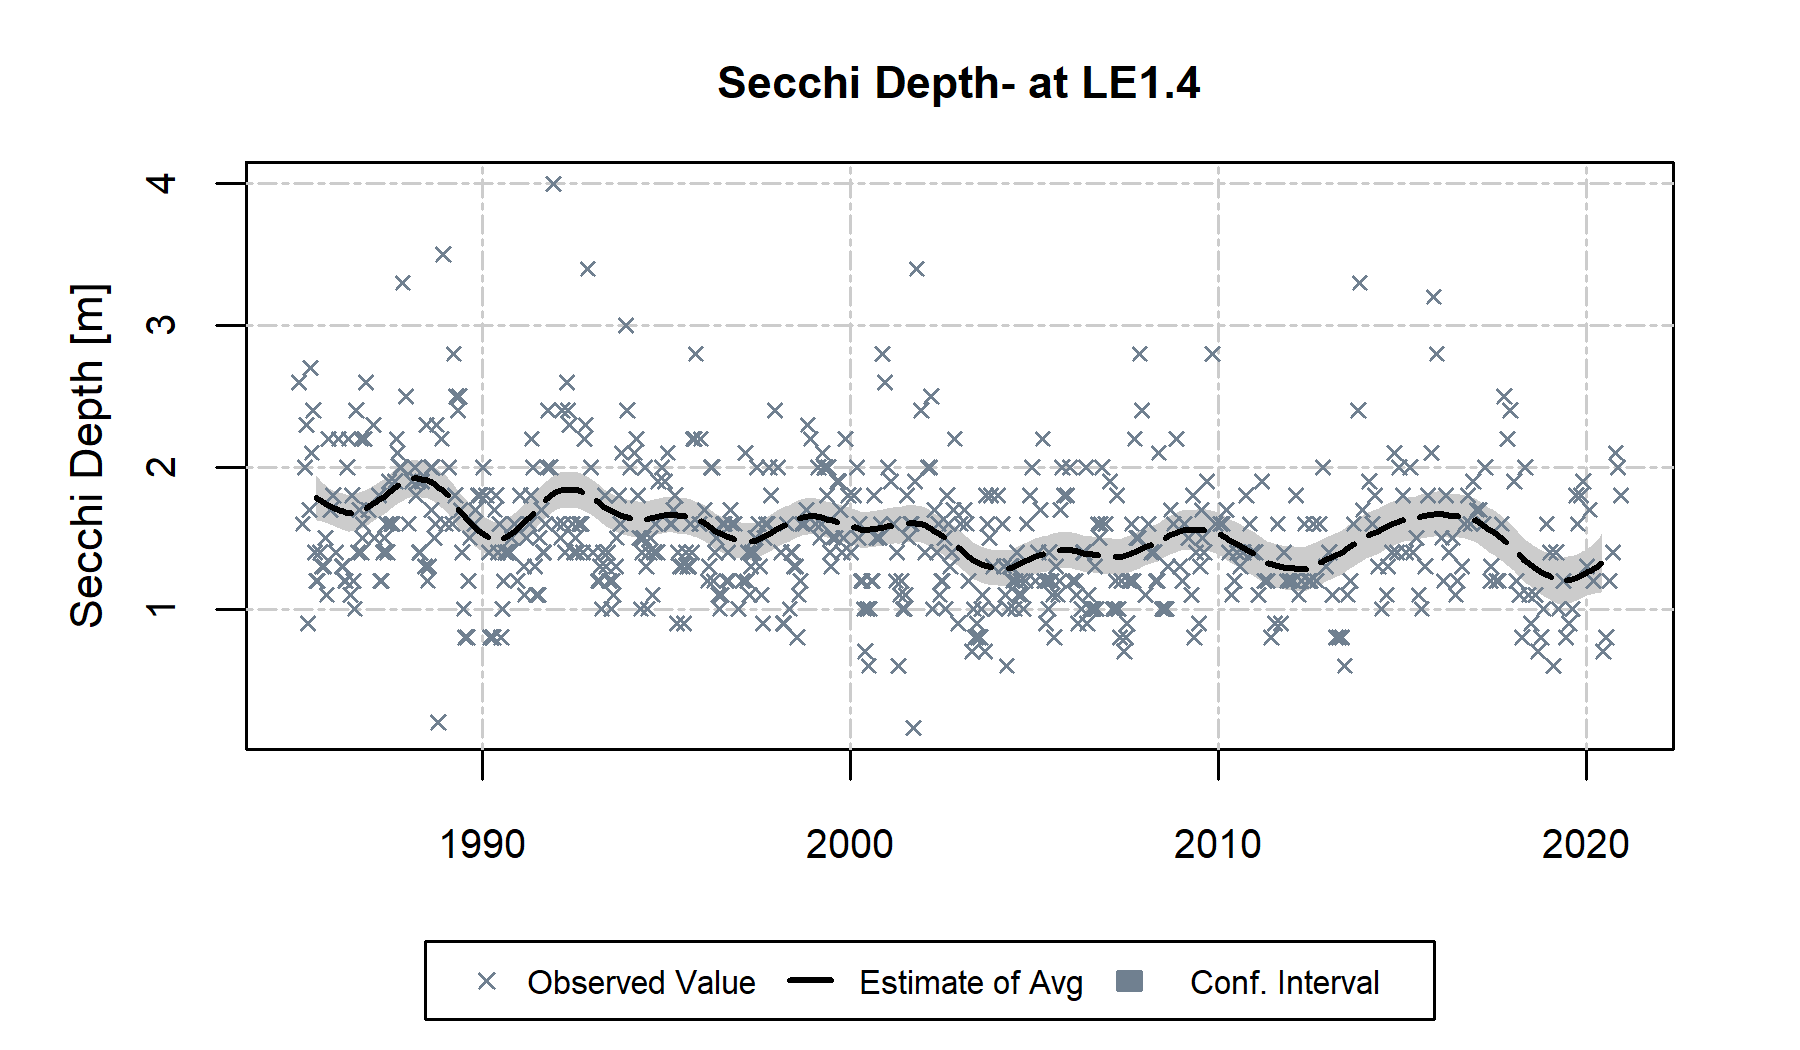 Secchi Depth- at LE1.4
Secchi Depth [m]
4
3
2
1
1990 2000 2010 2020
Observed Value Estimate of Avg Conf. Interval